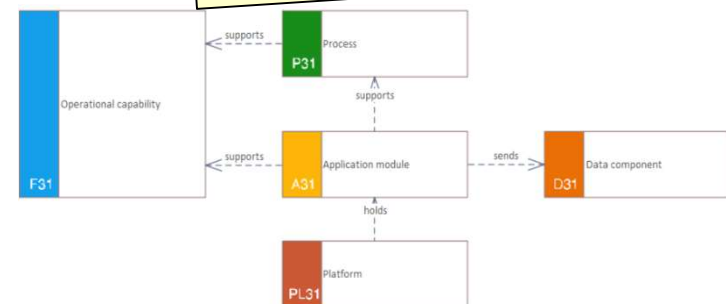 supports
Process
P31
Operational capability
supports
supports
Application module
sends
Data component
F31
A31
D31
holds
Platform
PL31